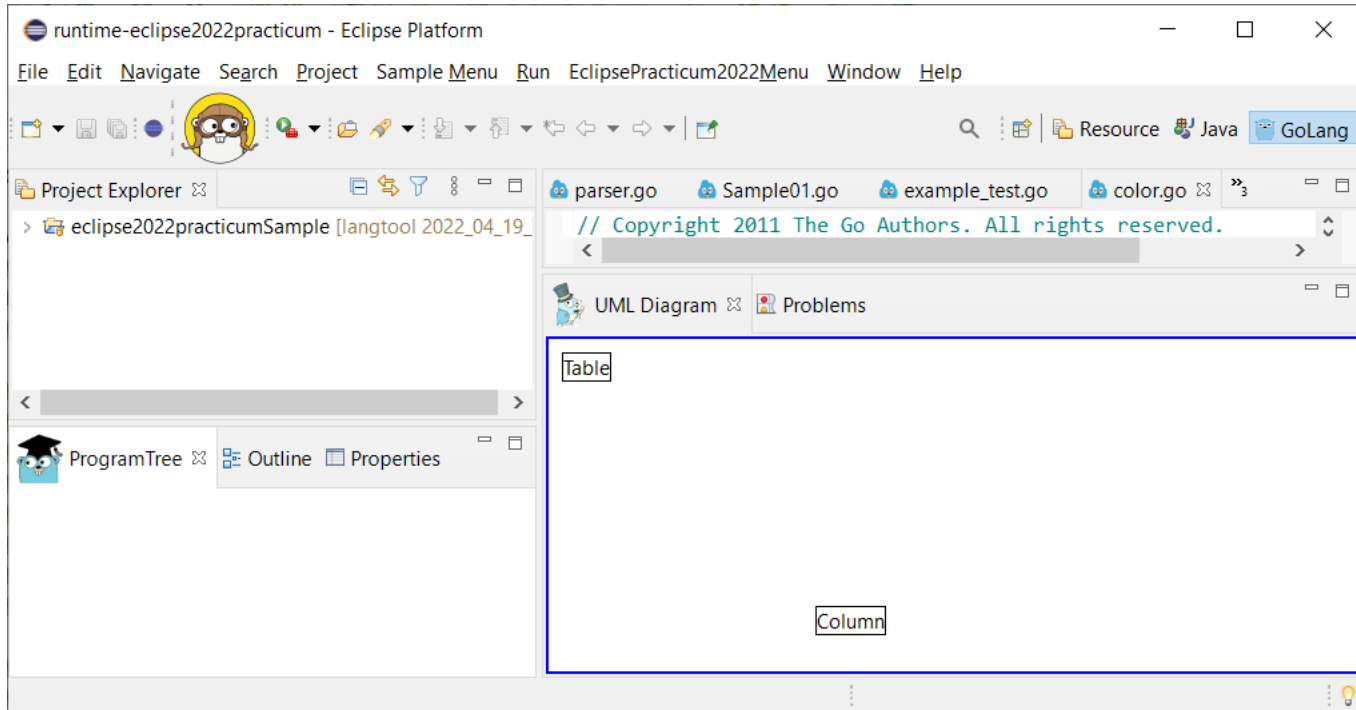 runtime-eclipse2022practicum - Eclipse Platform
File Edit Navigate Search Project Sample Menu Run EclipsePracticum2022Menu Window Help
Resource Java GoLang
Project Explorer
eclipse2022practicumSample [langtool 2022_04_19_
parser.go Sample01.go example_test.go color.go »3
// Copyright 2011 The Go Authors. All rights reserved.
UML Diagram Problems
Table
Column
ProgramTree Outline Properties